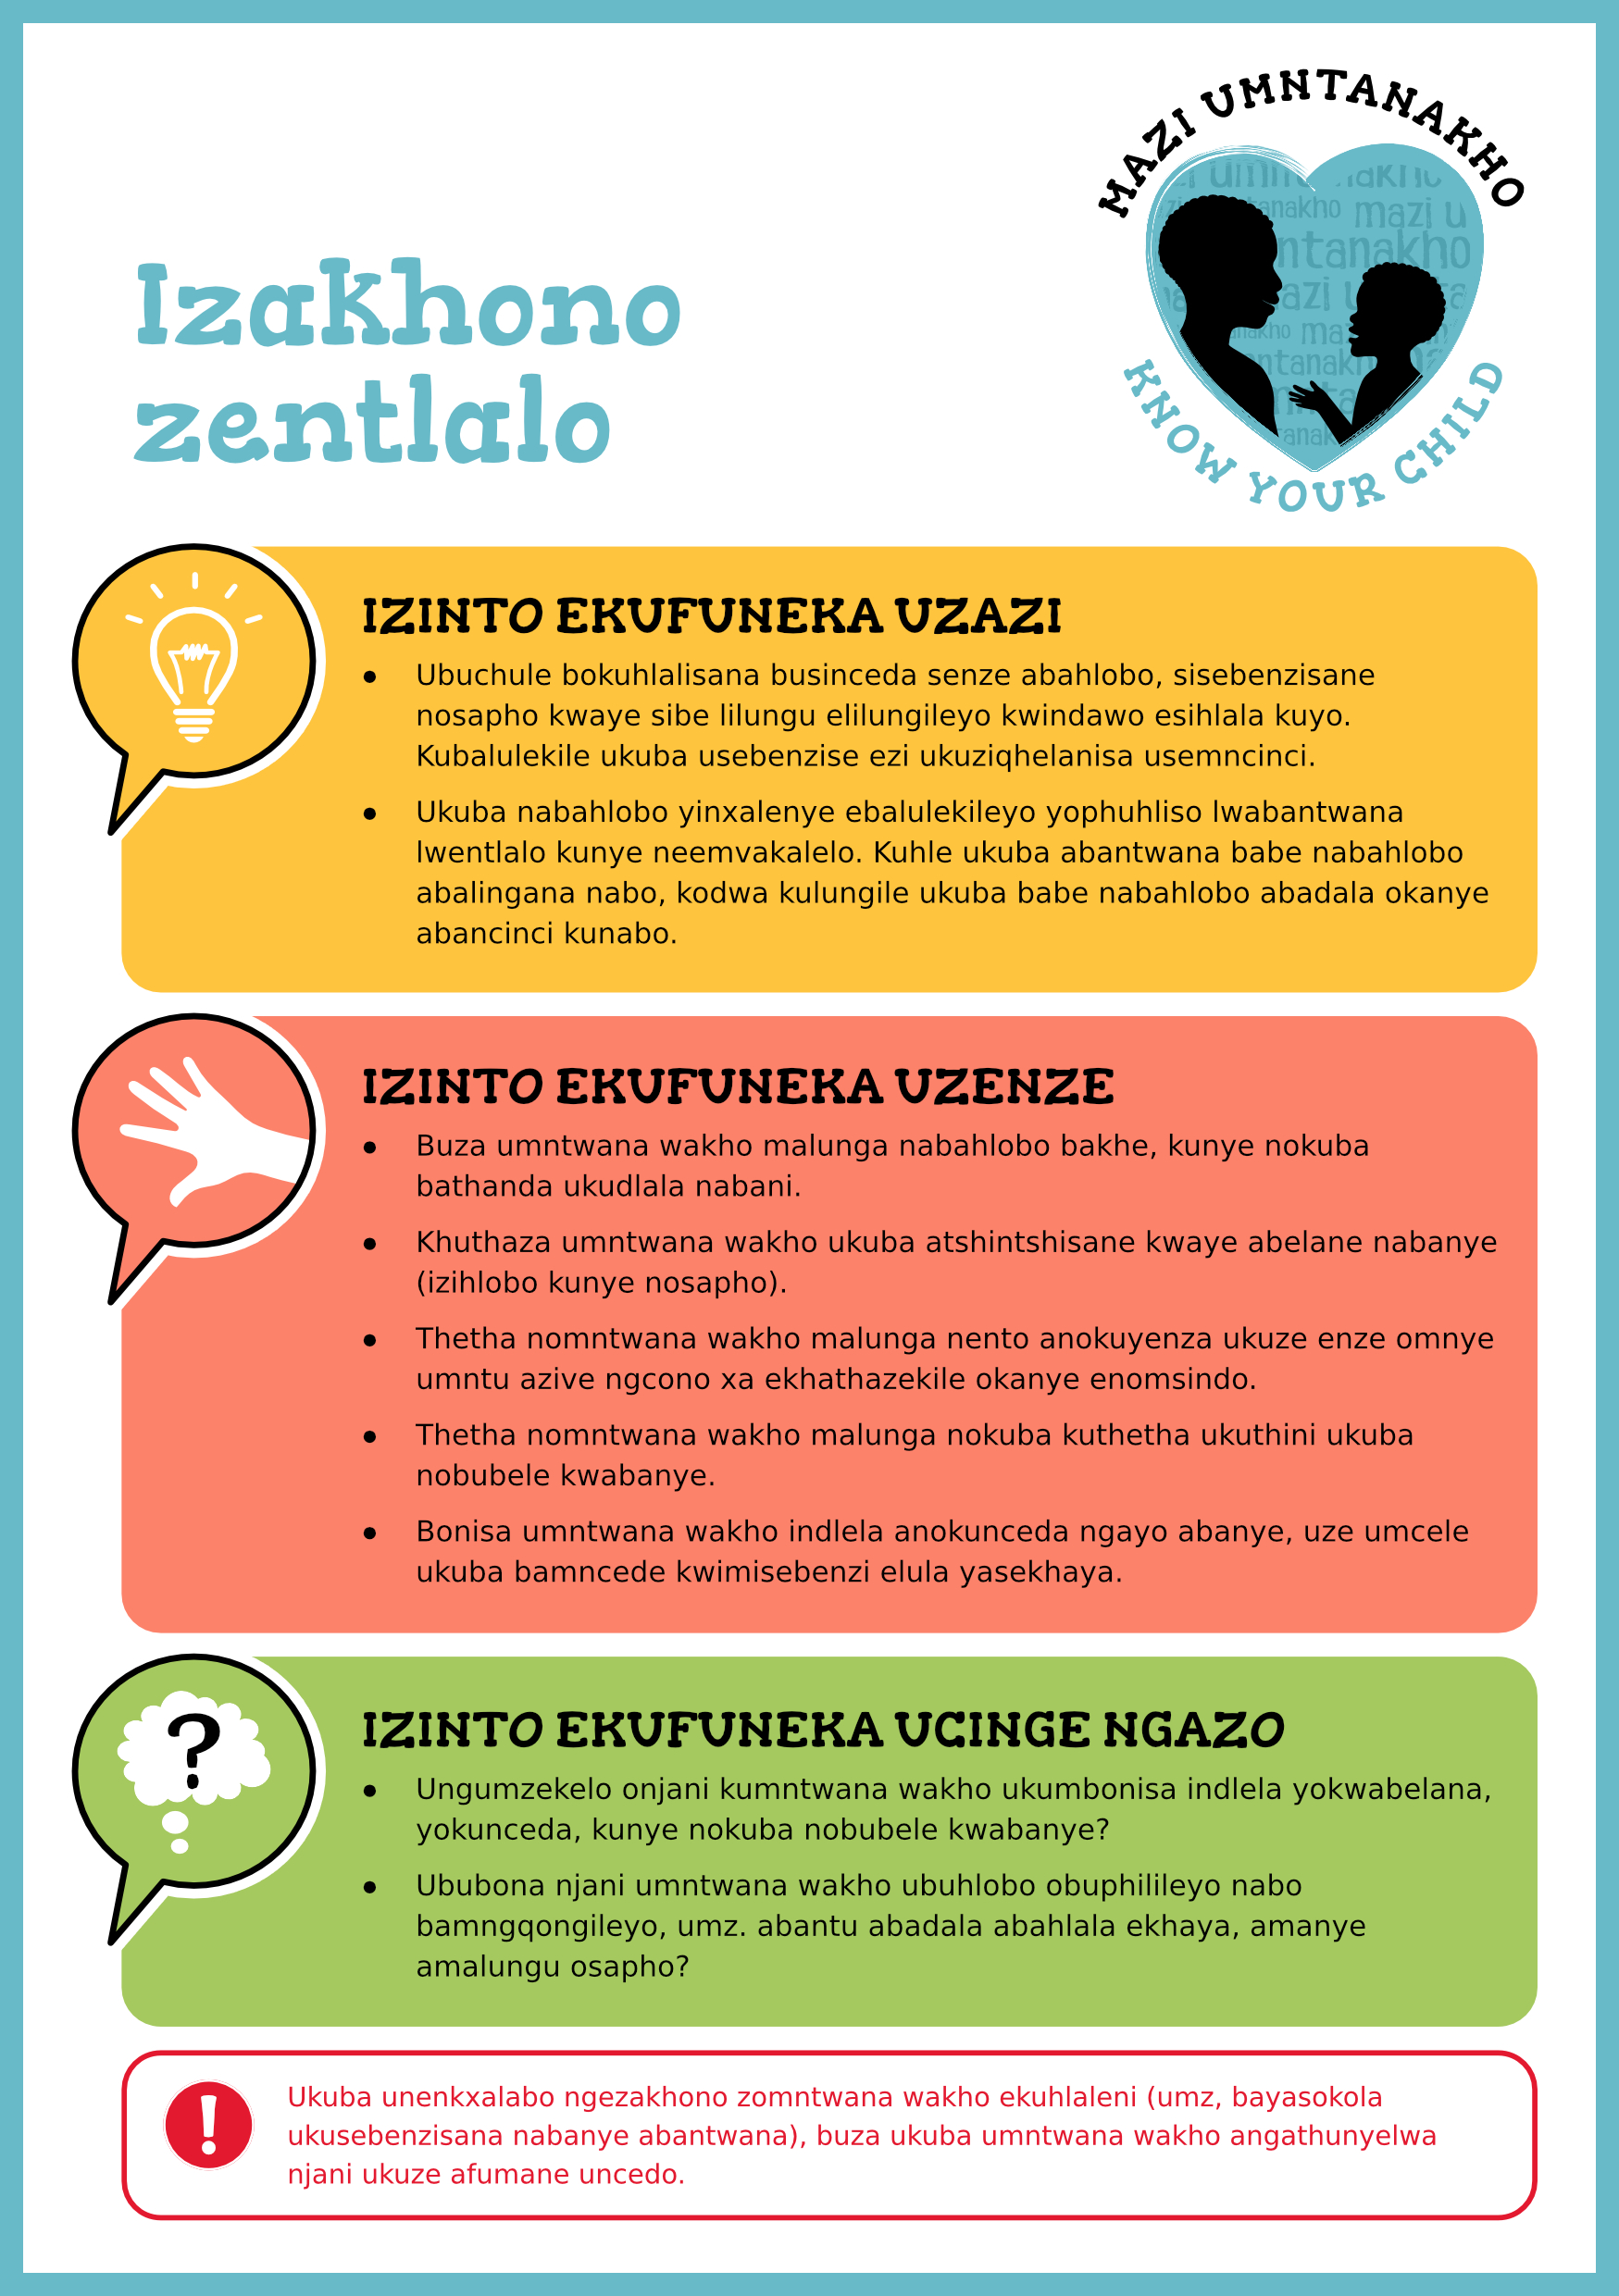 MAZI UMNTANAKHO
KNOW YOUR CHILD
Izakhono
zentlalo
IZINTO EKUFUNEKA UZAZI
• Ubuchule bokuhlalisana businceda senze abahlobo, sisebenzisane
nosapho kwaye sibe lilungu elilungileyo kwindawo esihlala kuyo.
Kubalulekile ukuba usebenzise ezi ukuziqhelanisa usemncinci.
• Ukuba nabahlobo yinxalenye ebalulekileyo yophuhliso lwabantwana
lwentlalo kunye neemvakalelo. Kuhle ukuba abantwana babe nabahlobo
abalingana nabo, kodwa kulungile ukuba babe nabahlobo abadala okanye
abancinci kunabo.
IZINTO EKUFUNEKA UZENZE
• Buza umntwana wakho malunga nabahlobo bakhe, kunye nokuba
bathanda ukudlala nabani.
• Khuthaza umntwana wakho ukuba atshintshisane kwaye abelane nabanye
(izihlobo kunye nosapho).
• Thetha nomntwana wakho malunga nento anokuyenza ukuze enze omnye
umntu azive ngcono xa ekhathazekile okanye enomsindo.
• Thetha nomntwana wakho malunga nokuba kuthetha ukuthini ukuba
nobubele kwabanye.
• Bonisa umntwana wakho indlela anokunceda ngayo abanye, uze umcele
ukuba bamncede kwimisebenzi elula yasekhaya.
?
IZINTO EKUFUNEKA UCINGE NGAZO
• Ungumzekelo onjani kumntwana wakho ukumbonisa indlela yokwabelana,
yokunceda, kunye nokuba nobubele kwabanye?
• Ububona njani umntwana wakho ubuhlobo obuphilileyo nabo
bamngqongileyo, umz. abantu abadala abahlala ekhaya, amanye
amalungu osapho?
!
Ukuba unenkxalabo ngezakhono zomntwana wakho ekuhlaleni (umz, bayasokola
ukusebenzisana nabanye abantwana), buza ukuba umntwana wakho angathunyelwa
njani ukuze afumane uncedo.